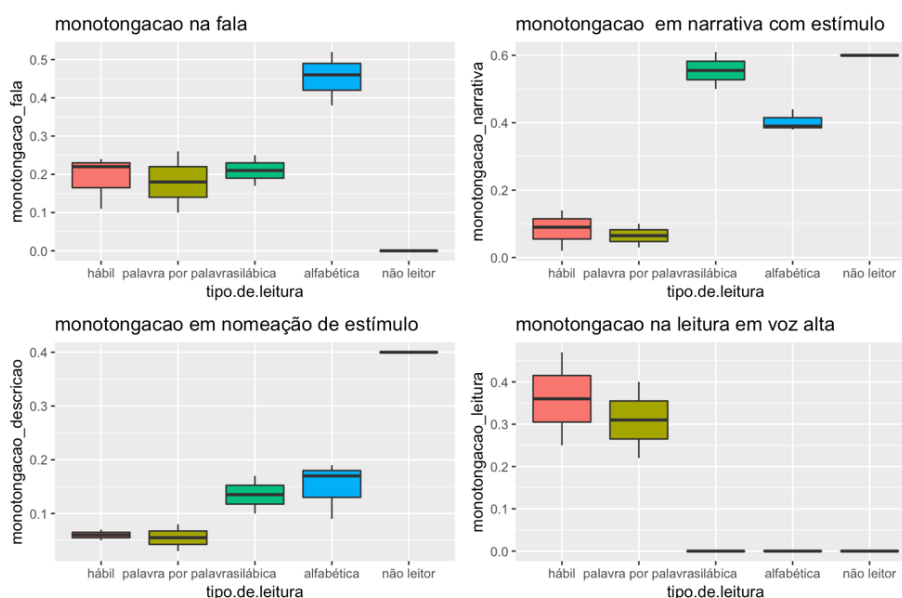 monotongacao na fala
monotongacao_fala
0.5
0.4
0.3
0.2
0.1
0.0
hábil palavra por palavra silábica alfabética não leitor
tipo.de.leitura
monotongacao em narrativa com estímulo
monotongacao_narrativa
0.6
0.4
0.2
0.0
hábil palavra por palavra silábica alfabética não leitor
tipo.de.leitura
monotongacao em nomeação de estímulo
monotongacao_descricao
0.4
0.3
0.2
0.1
hábil palavra por palavra silábica alfabética não leitor
tipo.de.leitura
monotongacao na leitura em voz alta
monotongacao_leitura
0.4
0.3
0.2
0.1
0.0
hábil palavra por palavra silábica alfabética não leitor
tipo.de.leitura